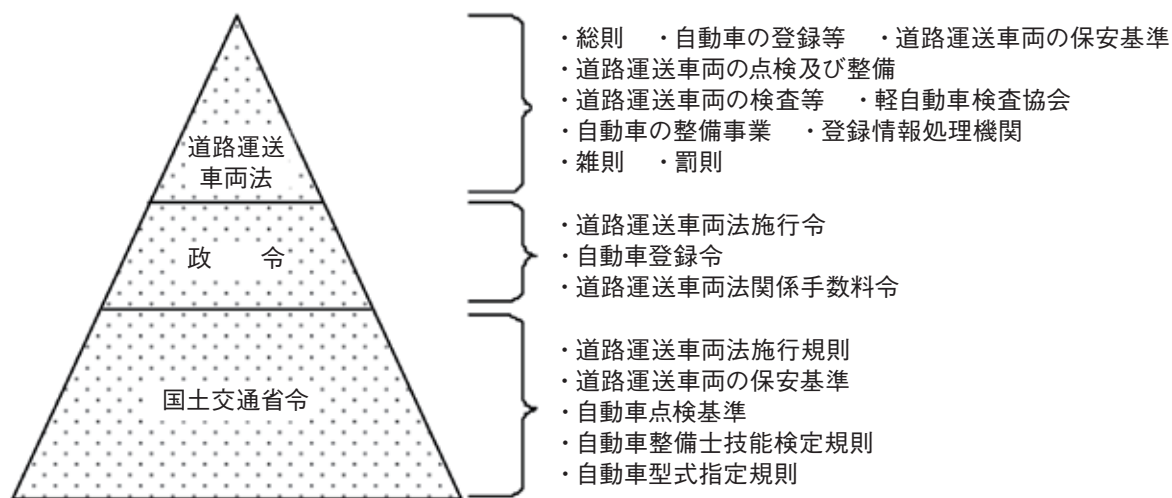 ・総則　・自動車の登録等　・道路運送車両の保安基準
・道路運送車両の点検及び整備
・道路運送車両の検査等　・軽自動車検査協会
・自動車の整備事業　・登録情報処理機関
・雑則　・罰則
道路運送
車両法
・道路運送車両法施行令
・自動車登録令
・道路運送車両法関係手数料令
政　　令
・道路運送車両法施行規則
・道路運送車両の保安基準
・自動車点検基準
・自動車整備士技能検定規則
・自動車型式指定規則
国土交通省令